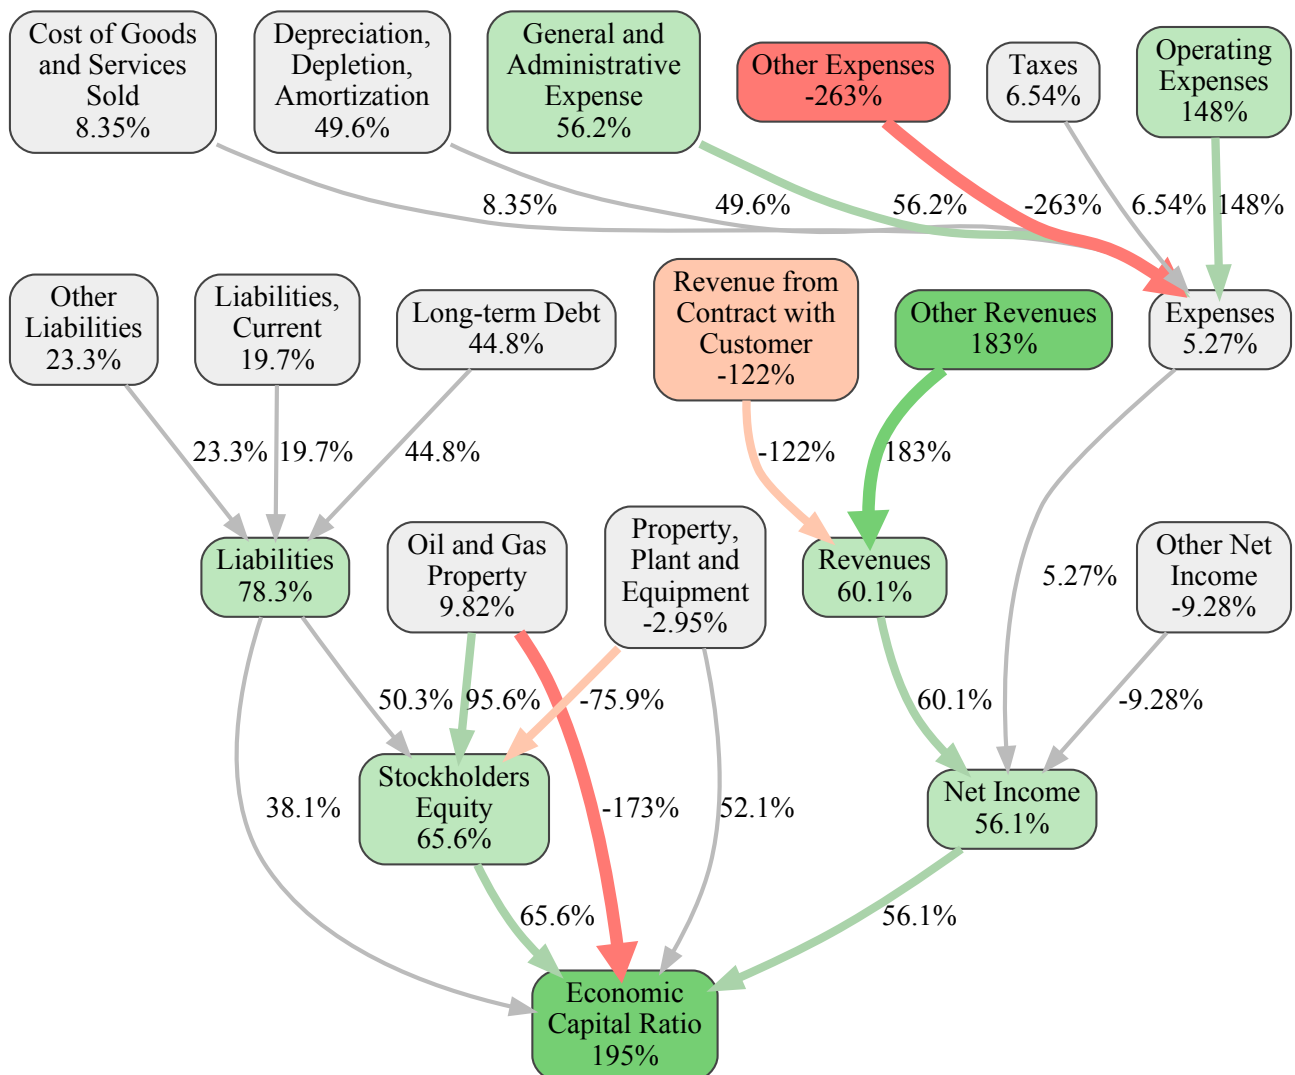 Cost of Goods
and Services
Sold
8.35%
Depreciation,
Depletion,
Amortization
49.6%
General and
Administrative
Expense
56.2%
Other Expenses
-263%
Taxes
6.54%
Operating
Expenses
148%
8.35%
49.6%
56.2%
-263%
6.54%
148%
Other
Liabilities
23.3%
Liabilities,
Current
19.7%
Long-term Debt
44.8%
Revenue from
Contract with
Customer
-122%
Other Revenues
183%
Expenses
5.27%
23.3%
19.7%
44.8%
-122%
183%
Liabilities
78.3%
Oil and Gas
Property
9.82%
Property,
Plant and
Equipment
-2.95%
Revenues
60.1%
5.27%
Other Net
Income
-9.28%
50.3%
95.6%
-75.9%
60.1%
-9.28%
Stockholders
Equity
65.6%
38.1%
-173%
52.1%
Net Income
56.1%
65.6%
56.1%
Economic
Capital Ratio
195%